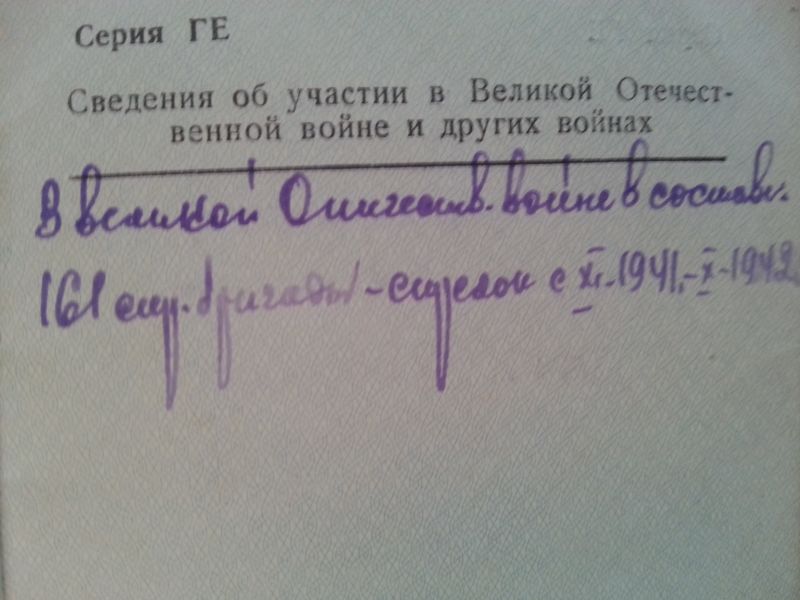 Серия ГЕ
Сведения об участии в Великой Отечест-
венной войне и других войнах
В Великой Отечеств. войне в составе
161 стр. бригады - стрелок с XI-1941.-X-1942